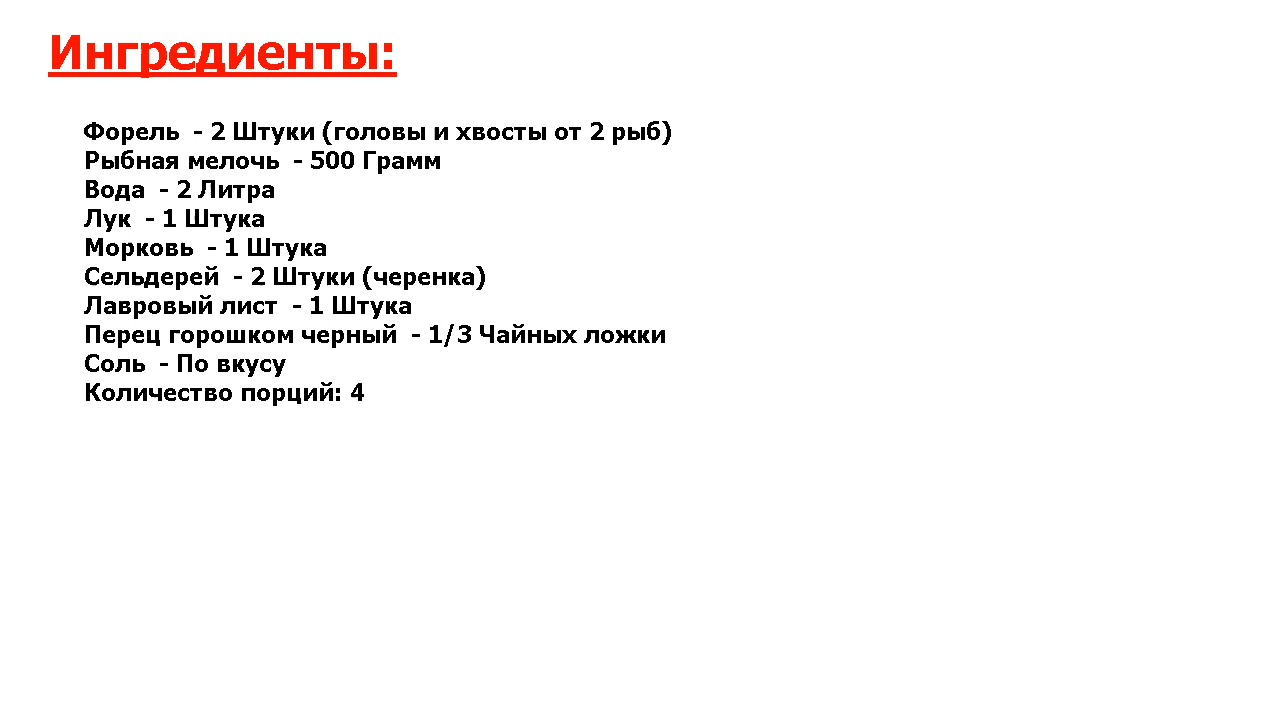 Ингредиенты:
Форель  - 2 Штуки (головы и хвосты от 2 рыб)
Рыбная мелочь  - 500 Грамм
Вода  - 2 Литра
Лук  - 1 Штука
Морковь  - 1 Штука
Сельдерей  - 2 Штуки (черенка)
Лавровый лист  - 1 Штука
Перец горошком черный  - 1/3 Чайных ложки
Соль  - По вкусу
Количество порций: 4